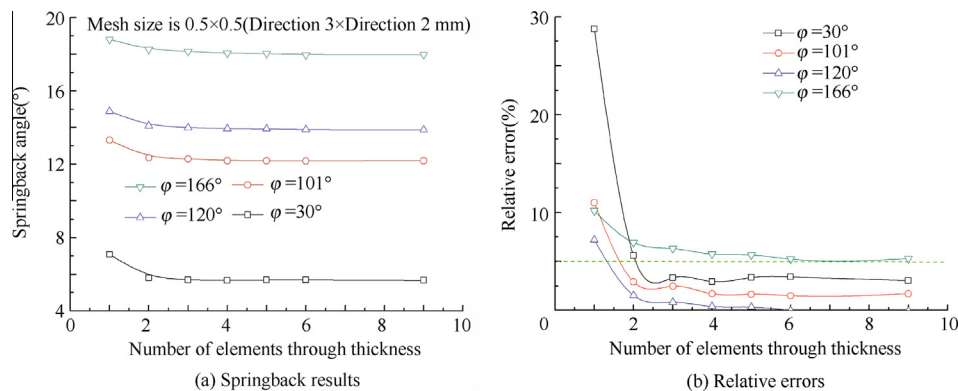 Mesh size is 0.5×0.5(Direction 3×Direction 2 mm)
Springback angle(°)
20
16
12
8
4
φ =166°
φ =101°
φ =120°
φ =30°
0
2
4
6
8
10
Number of elements through thickness
(a) Springback results
Relative error(%)
30
20
10
0
φ =30°
φ =101°
φ =120°
φ =166°
2
4
6
8
10
Number of elements through thickness
(b) Relative errors